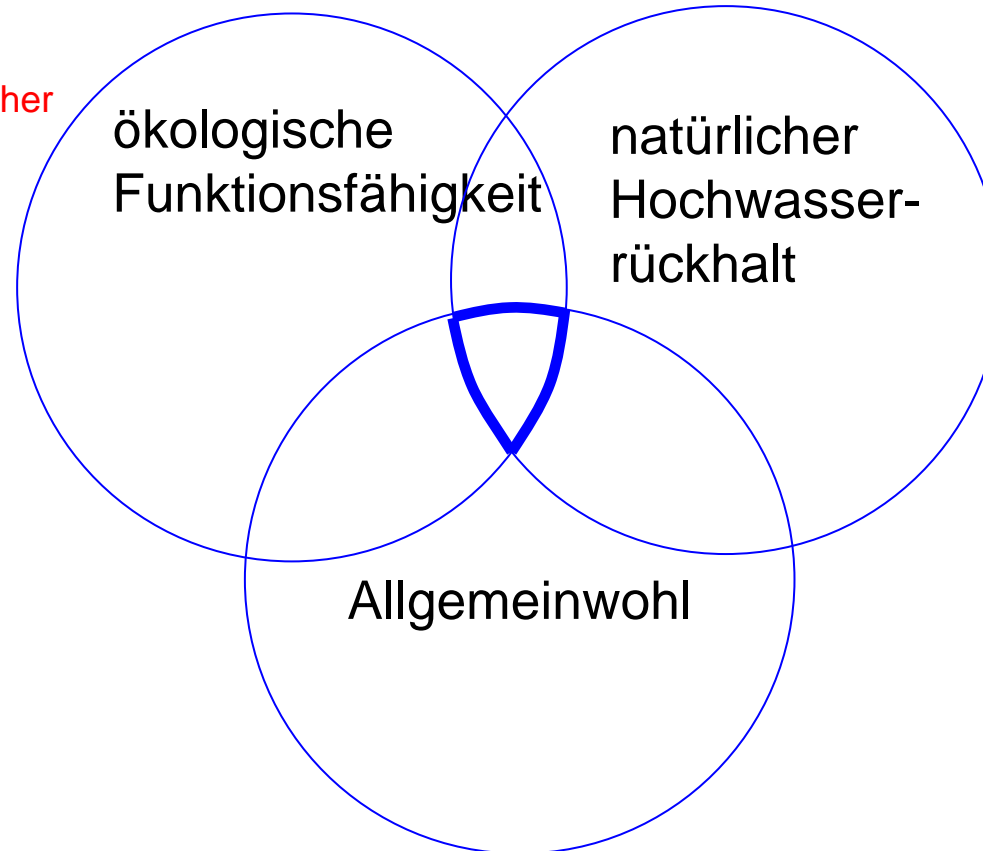 her
ökologische
Funktionsfähigkeit
natürlicher
Hochwasser-
rückhalt
Allgemeinwohl